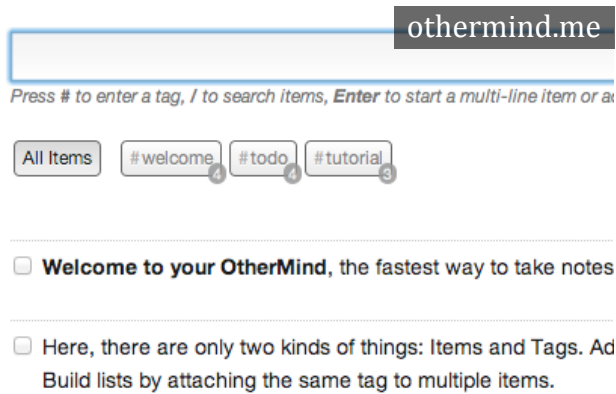 othermind.me
Press # to enter a tag, / to search items, Enter to start a multi-line item or
All Items #welcome 4 #todo 4 #tutorial 3
Welcome to your OtherMind, the fastest way to take notes
Here, there are only two kinds of things: Items and Tags. Ad
Build lists by attaching the same tag to multiple items.